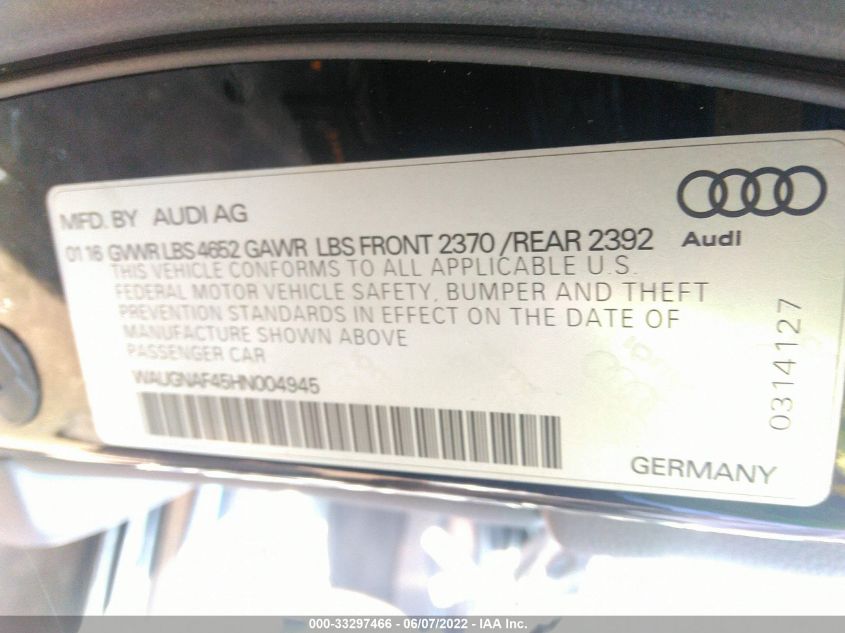 MFD. BY AUDI AG
01 16 GVWR LBS 4652 GAWR LBS FRONT 2370 /REAR 2392
Audi
THIS VEHICLE CONFORMS TO ALL APPLICABLE U.S.
FEDERAL MOTOR VEHICLE SAFETY, BUMPER AND THEFT
PREVENTION STANDARDS IN EFFECT ON THE DATE OF
MANUFACTURE SHOWN ABOVE
PASSENGER CAR
WAUGNAF45HN004945
0314127
GERMANY
000-33297466 - 06/07/2022 - IAA Inc.